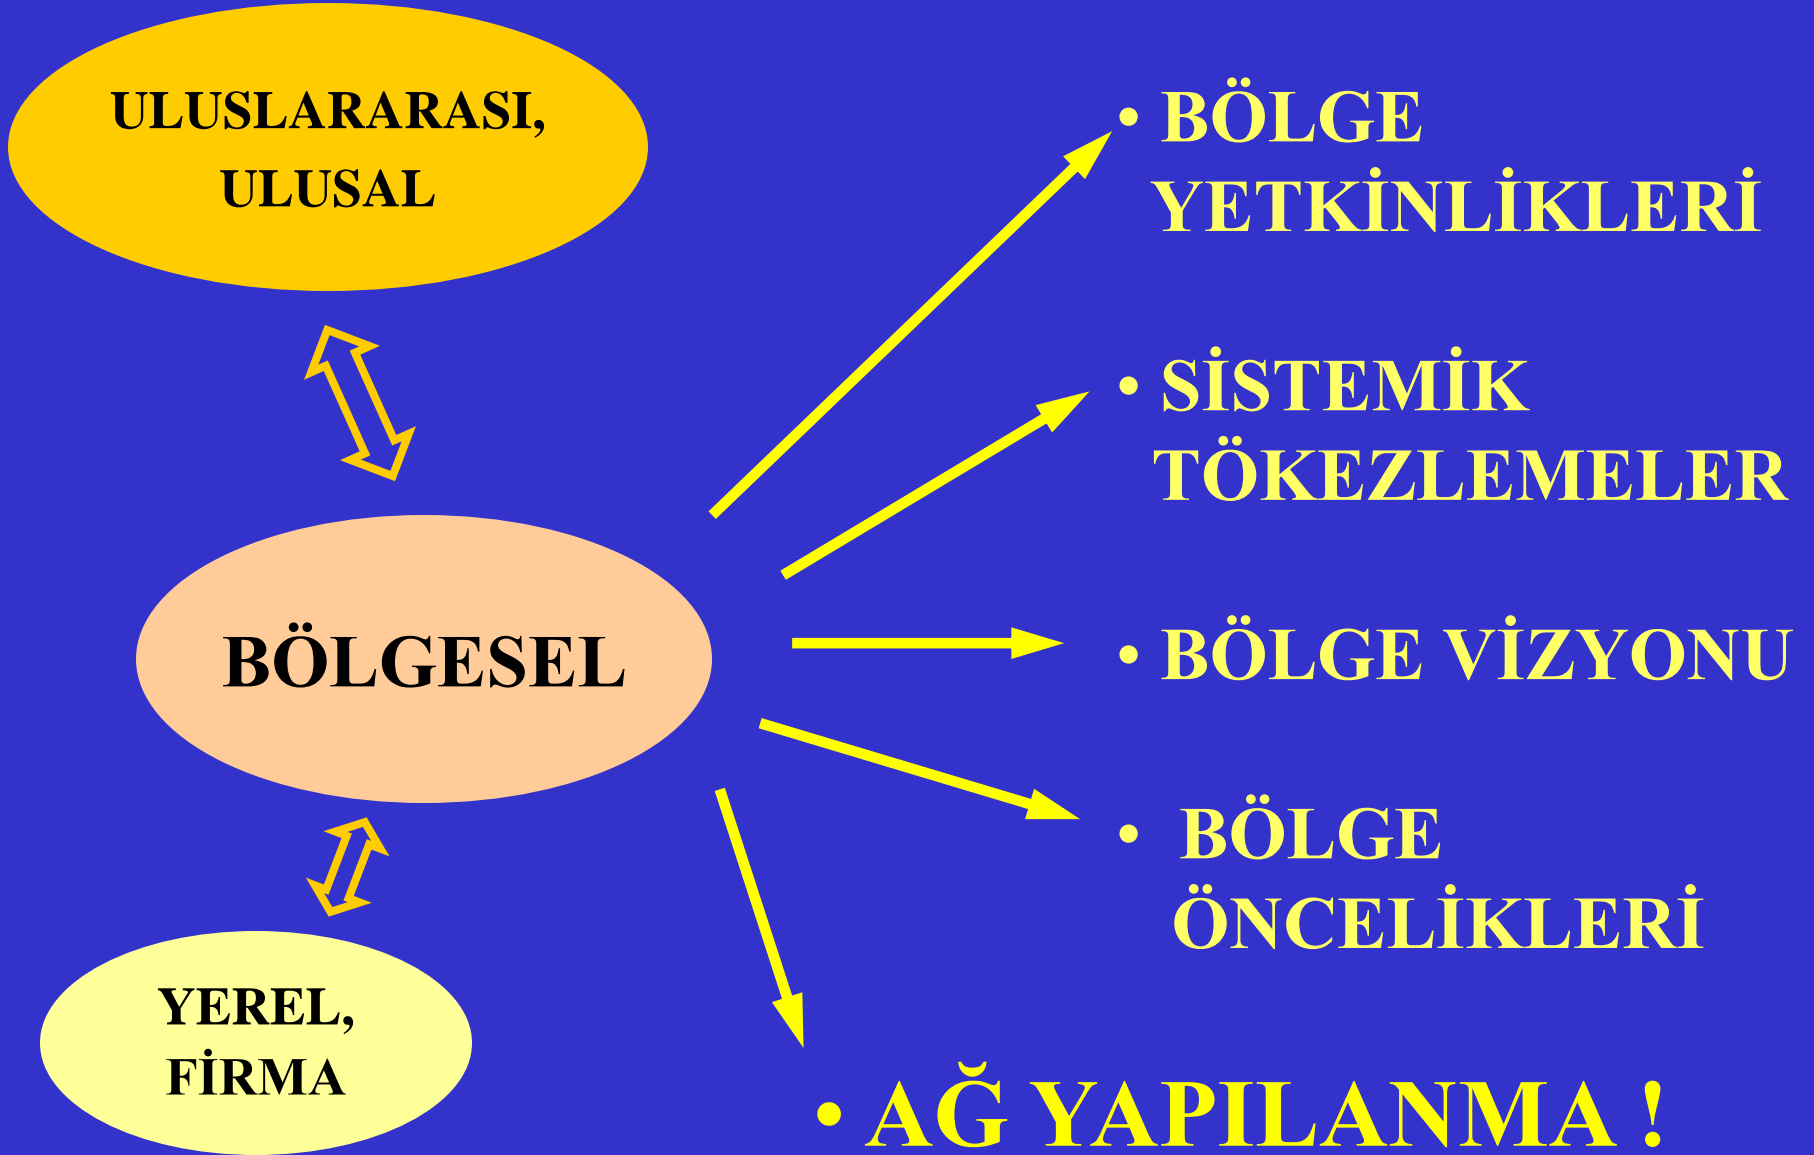 ULUSLARARASI,
ULUSAL
BÖLGESEL
YEREL,
FİRMA
• BÖLGE
YETKİNLİKLERİ
• SİSTEMİK
TÖKEZLEMELER
• BÖLGE VİZYONU
• BÖLGE
ÖNCELİKLERİ
• AĞ YAPILANMA !